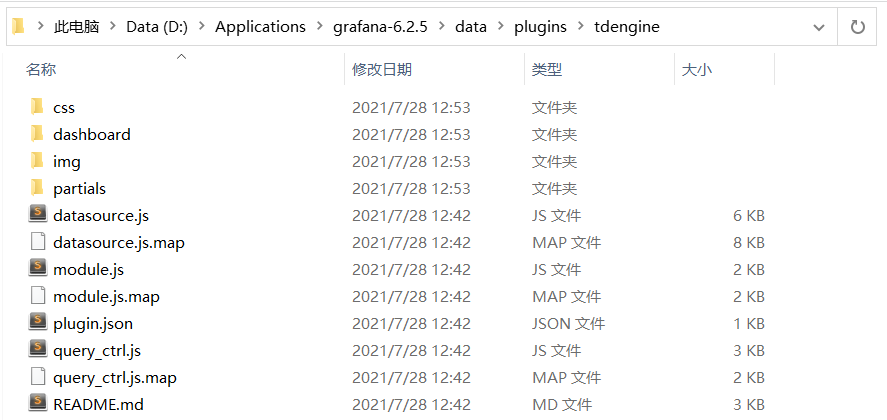 此电脑 > Data (D:) > Applications > grafana-6.2.5 > data > plugins > tdengine
名称 修改日期 类型 大小
css 2021/7/28 12:53 文件夹
dashboard 2021/7/28 12:53 文件夹
img 2021/7/28 12:53 文件夹
partials 2021/7/28 12:53 文件夹
datasource.js 2021/7/28 12:42 JS 文件 6 KB
datasource.js.map 2021/7/28 12:42 MAP 文件 8 KB
module.js 2021/7/28 12:42 JS 文件 2 KB
module.js.map 2021/7/28 12:42 MAP 文件 2 KB
plugin.json 2021/7/28 12:42 JSON 文件 1 KB
query_ctrl.js 2021/7/28 12:42 JS 文件 3 KB
query_ctrl.js.map 2021/7/28 12:42 MAP 文件 2 KB
README.md 2021/7/28 12:42 MD 文件 3 KB